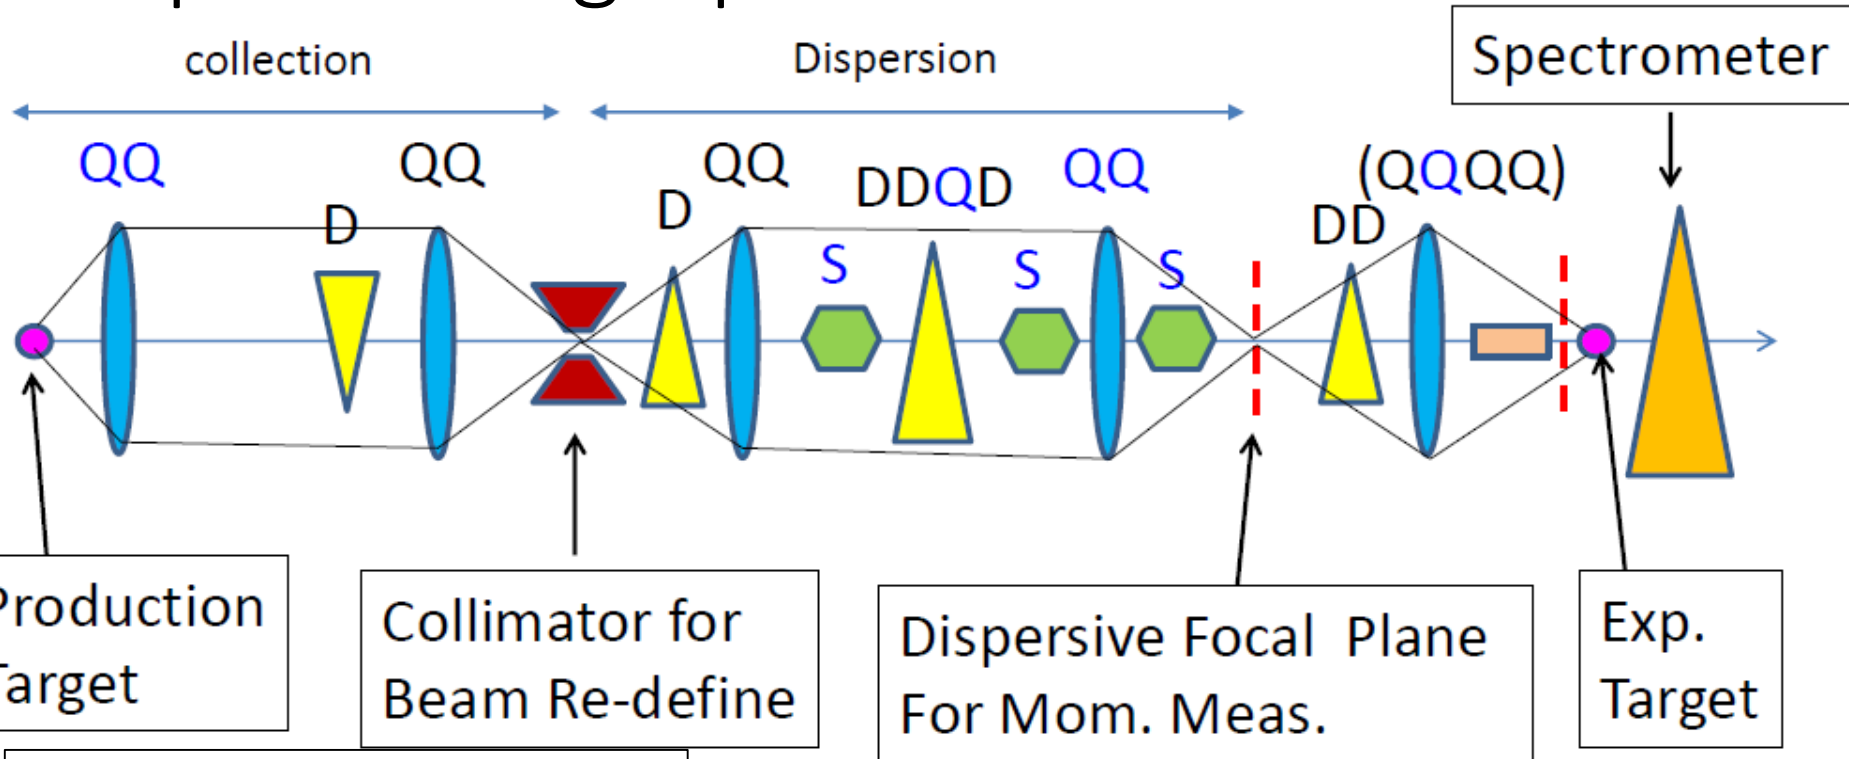 Spectrometer
collection
Dispersion
QQ
QQ
QQ
DDQD
QQ
(QQQQ)
D
D
DD
S
S
S
Production
Target
Collimator for
Beam Re-define
Dispersive Focal Plane
For Mom. Meas.
Exp.
Target